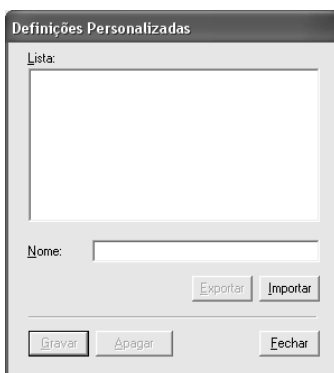 Definições Personalizadas
Lista:
Nome:
Exportar Importar
Gravar Apagar Fechar